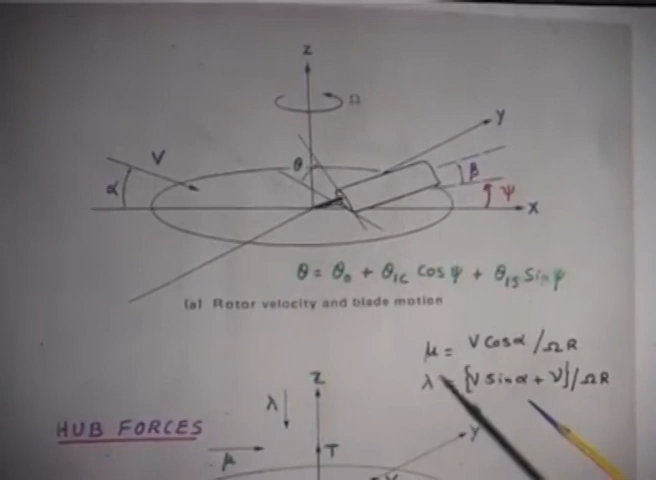 Z
Ω
Y
V
θ
β
α
ψ
X
θ = θ₀ + θ₁c Cos ψ + θ₁s Sin ψ
(a) Rotor velocity and blade motion
μ = V Cos α / ΩR
λ = {V Sin α + ν} / ΩR
Z
λ
HUB FORCES
Y
μ
T